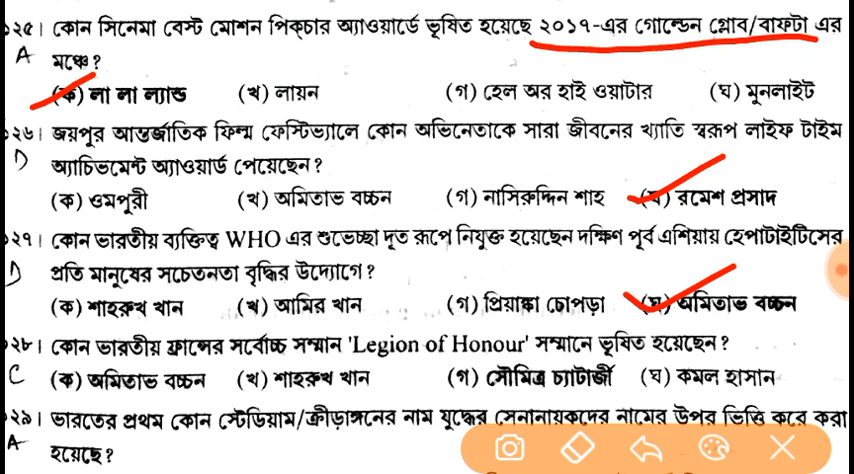 ১২৫। কোন সিনেমা বেস্ট মোশন পিক্চার অ্যাওয়ার্ডে ভূষিত হয়েছে ২০১৭-এর গোল্ডেন গ্লোব/বাফটা এর
A মঞ্চে?
(ক) লা লা ল্যান্ড (খ) লায়ন (গ) হেল অর হাই ওয়াটার (ঘ) মুনলাইট
১২৬। জয়পুর আন্তর্জাতিক ফিল্ম ফেস্টিভ্যালে কোন অভিনেতাকে সারা জীবনের খ্যাতি স্বরূপ লাইফ টাইম
D অ্যাচিভমেন্ট অ্যাওয়ার্ড পেয়েছেন?
(ক) ওমপুরী (খ) অমিতাভ বচ্চন (গ) নাসিরুদ্দিন শাহ (ঘ) রমেশ প্রসাদ
১২৭। কোন ভারতীয় ব্যক্তিত্ব WHO এর শুভেচ্ছা দূত রূপে নিযুক্ত হয়েছেন দক্ষিণ পূর্ব এশিয়ায় হেপাটাইটিসের
D প্রতি মানুষের সচেতনতা বৃদ্ধির উদ্যোগে?
(ক) শাহরুখ খান (খ) আমির খান (গ) প্রিয়াঙ্কা চোপড়া (ঘ) অমিতাভ বচ্চন
১২৮। কোন ভারতীয় ফ্রান্সের সর্বোচ্চ সম্মান 'Legion of Honour' সম্মানে ভূষিত হয়েছেন?
C (ক) অমিতাভ বচ্চন (খ) শাহরুখ খান (গ) সৌমিত্র চ্যাটার্জী (ঘ) কমল হাসান
১২৯। ভারতের প্রথম কোন স্টেডিয়াম/ক্রীড়াঙ্গনের নাম যুদ্ধের সেনানায়কদের নামের উপর ভিত্তি করে করা
A হয়েছে?